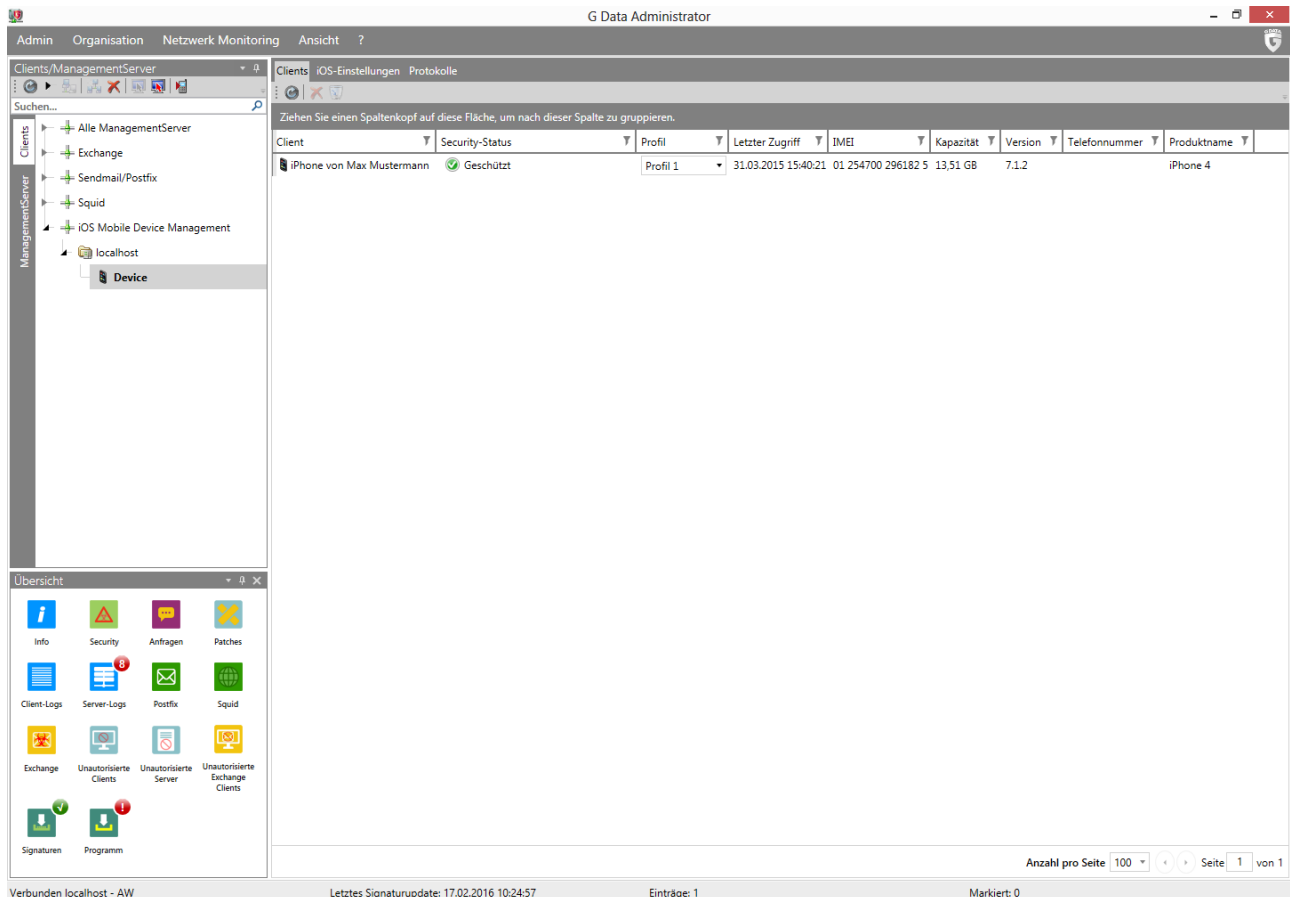 G Data Administrator
Admin Organisation Netzwerk Monitoring Ansicht ?
G DATA
Clients/ManagementServer
Suchen...
Clients
ManagementServer
Alle ManagementServer
Exchange
Sendmail/Postfix
Squid
iOS Mobile Device Management
localhost
Device
Clients iOS-Einstellungen Protokolle
Ziehen Sie einen Spaltenkopf auf diese Fläche, um nach dieser Spalte zu gruppieren.
Client Security-Status Profil Letzter Zugriff IMEI Kapazität Version Telefonnummer Produktname
iPhone von Max Mustermann Geschützt Profil 1 31.03.2015 15:40:21 01 254700 296182 5 13,51 GB 7.1.2 iPhone 4
Übersicht
Info Security Anfragen Patches
8
Client-Logs Server-Logs Postfix Squid
Exchange Unautorisierte Clients Unautorisierte Server Unautorisierte Exchange Clients
Signaturen Programm
Anzahl pro Seite 100 Seite 1 von 1
Verbunden localhost - AW Letztes Signaturupdate: 17.02.2016 10:24:57 Einträge: 1 Markiert: 0